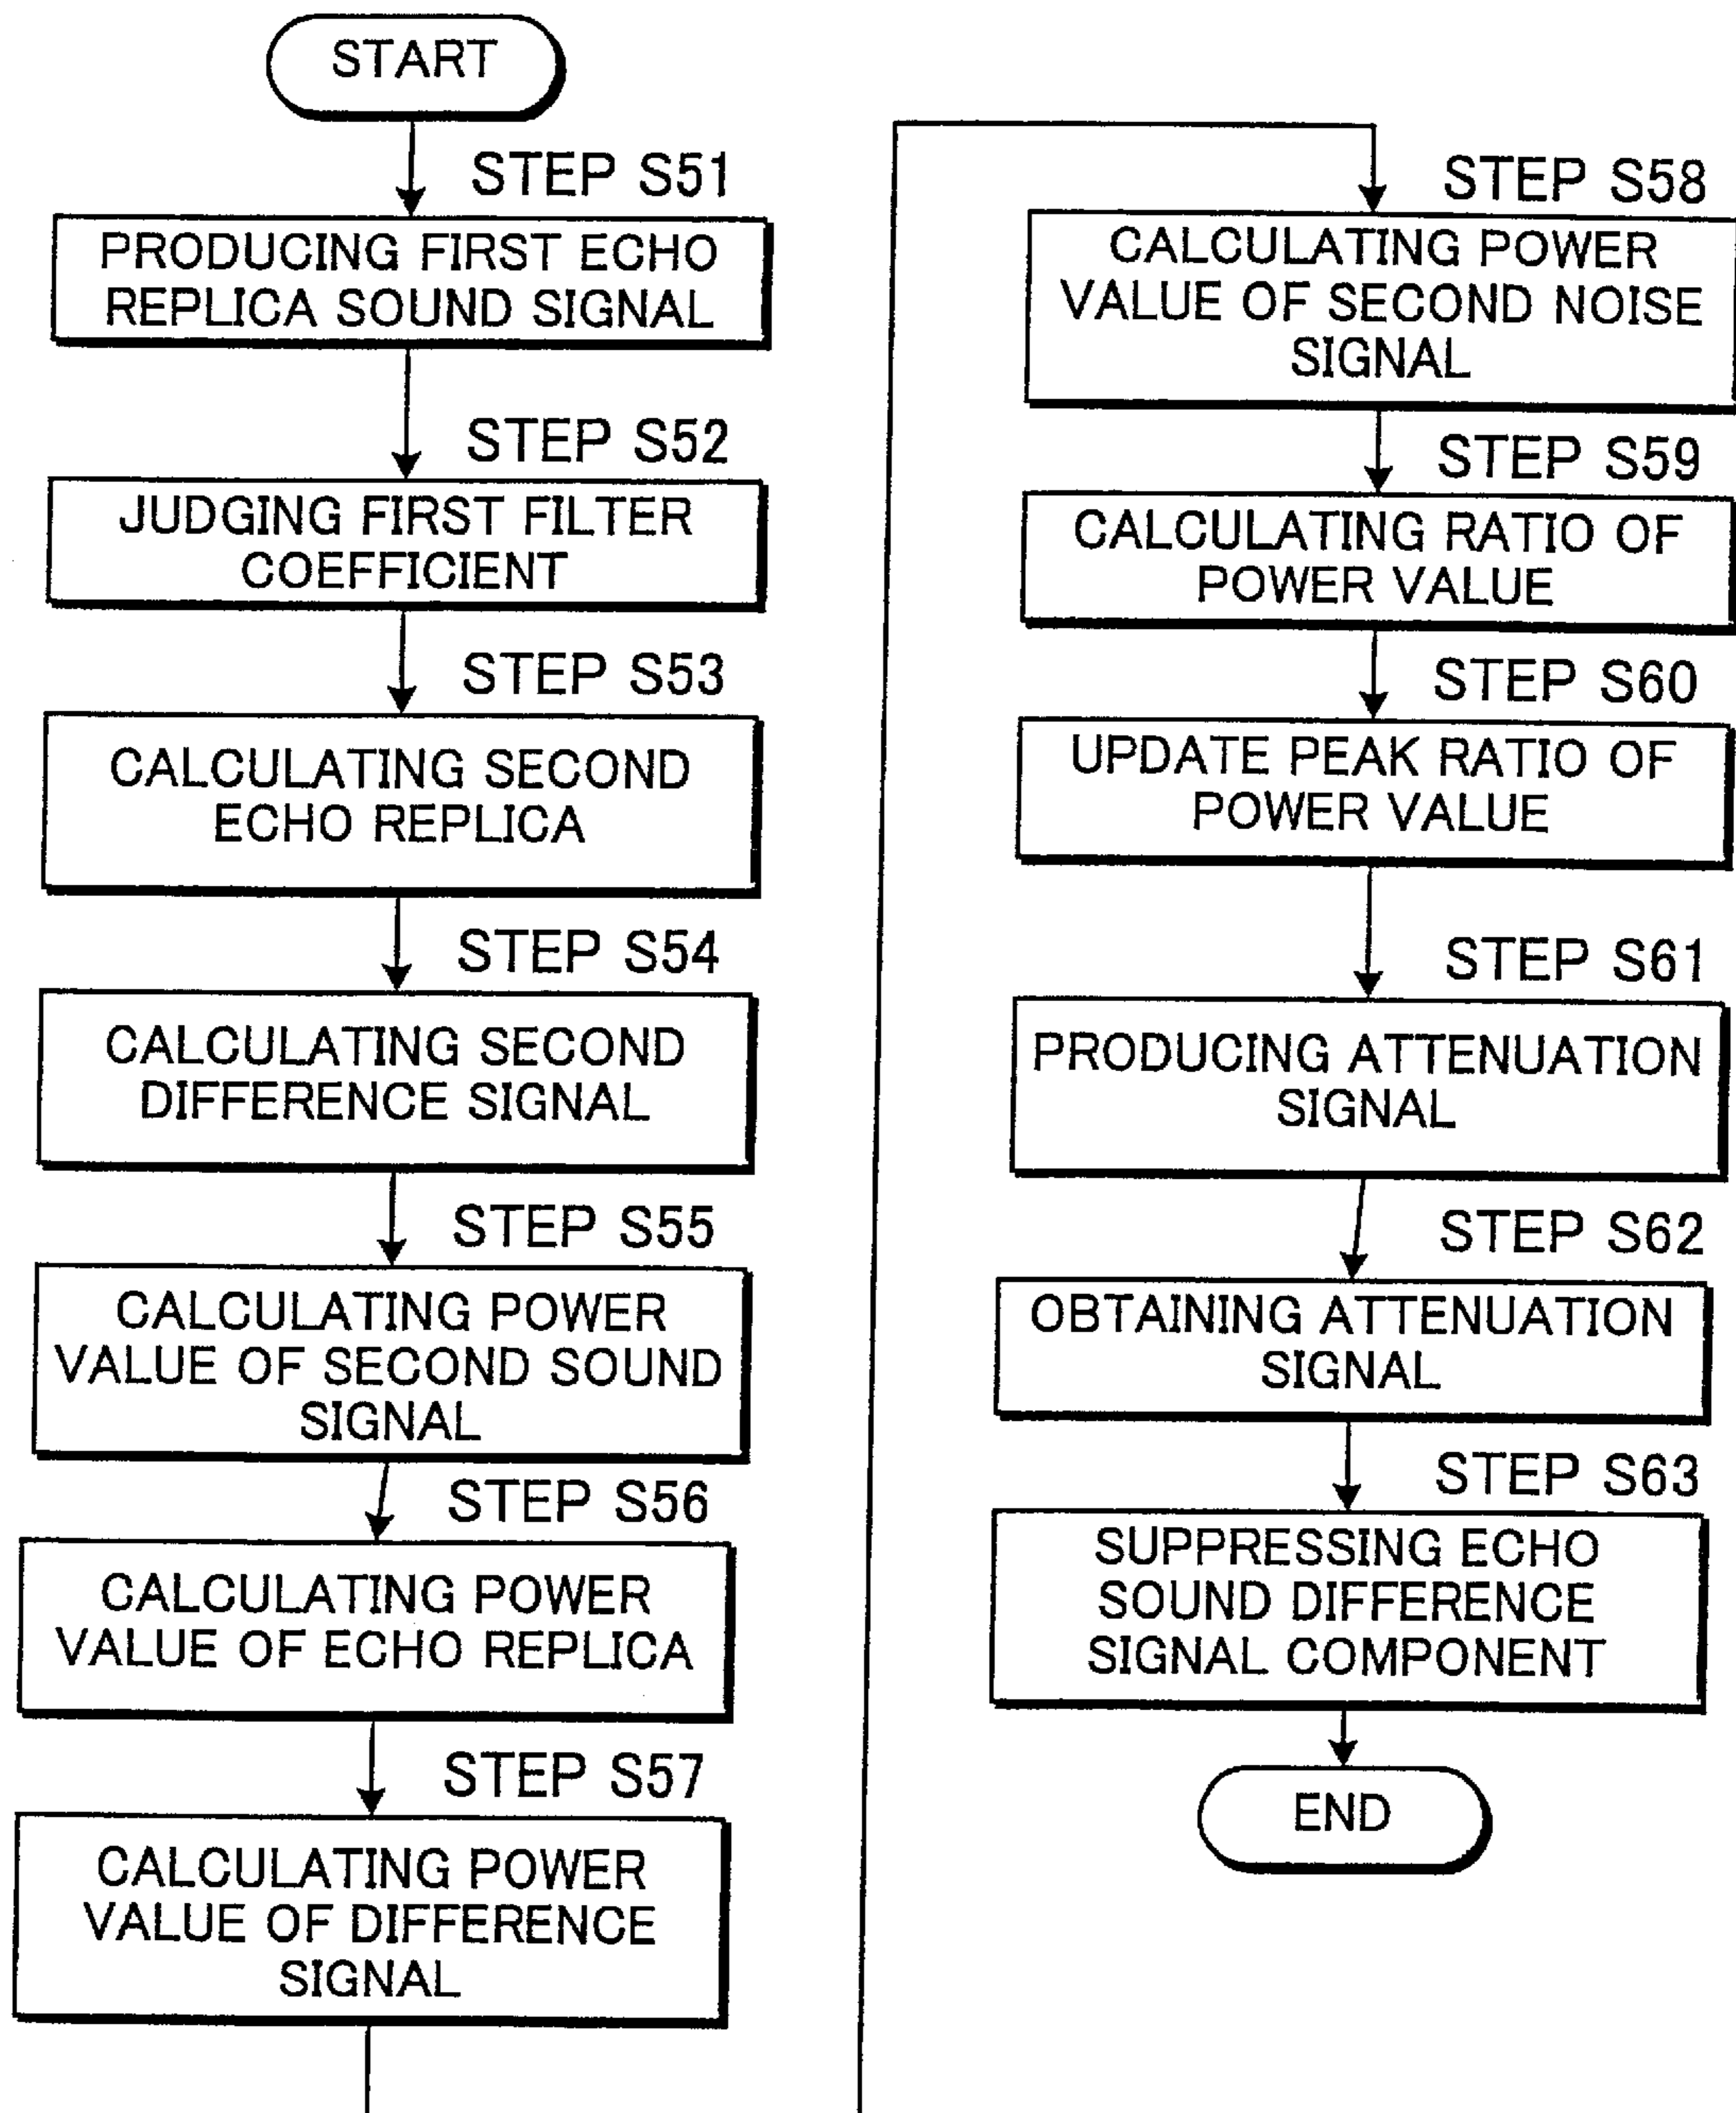 START
STEP S51
PRODUCING FIRST ECHO
REPLICA SOUND SIGNAL
STEP S52
JUDGING FIRST FILTER
COEFFICIENT
STEP S53
CALCULATING SECOND
ECHO REPLICA
STEP S54
CALCULATING SECOND
DIFFERENCE SIGNAL
STEP S55
CALCULATING POWER
VALUE OF SECOND SOUND
SIGNAL
STEP S56
CALCULATING POWER
VALUE OF ECHO REPLICA
STEP S57
CALCULATING POWER
VALUE OF DIFFERENCE
SIGNAL
STEP S58
CALCULATING POWER
VALUE OF SECOND NOISE
SIGNAL
STEP S59
CALCULATING RATIO OF
POWER VALUE
STEP S60
UPDATE PEAK RATIO OF
POWER VALUE
STEP S61
PRODUCING ATTENUATION
SIGNAL
STEP S62
OBTAINING ATTENUATION
SIGNAL
STEP S63
SUPPRESSING ECHO
SOUND DIFFERENCE
SIGNAL COMPONENT
END